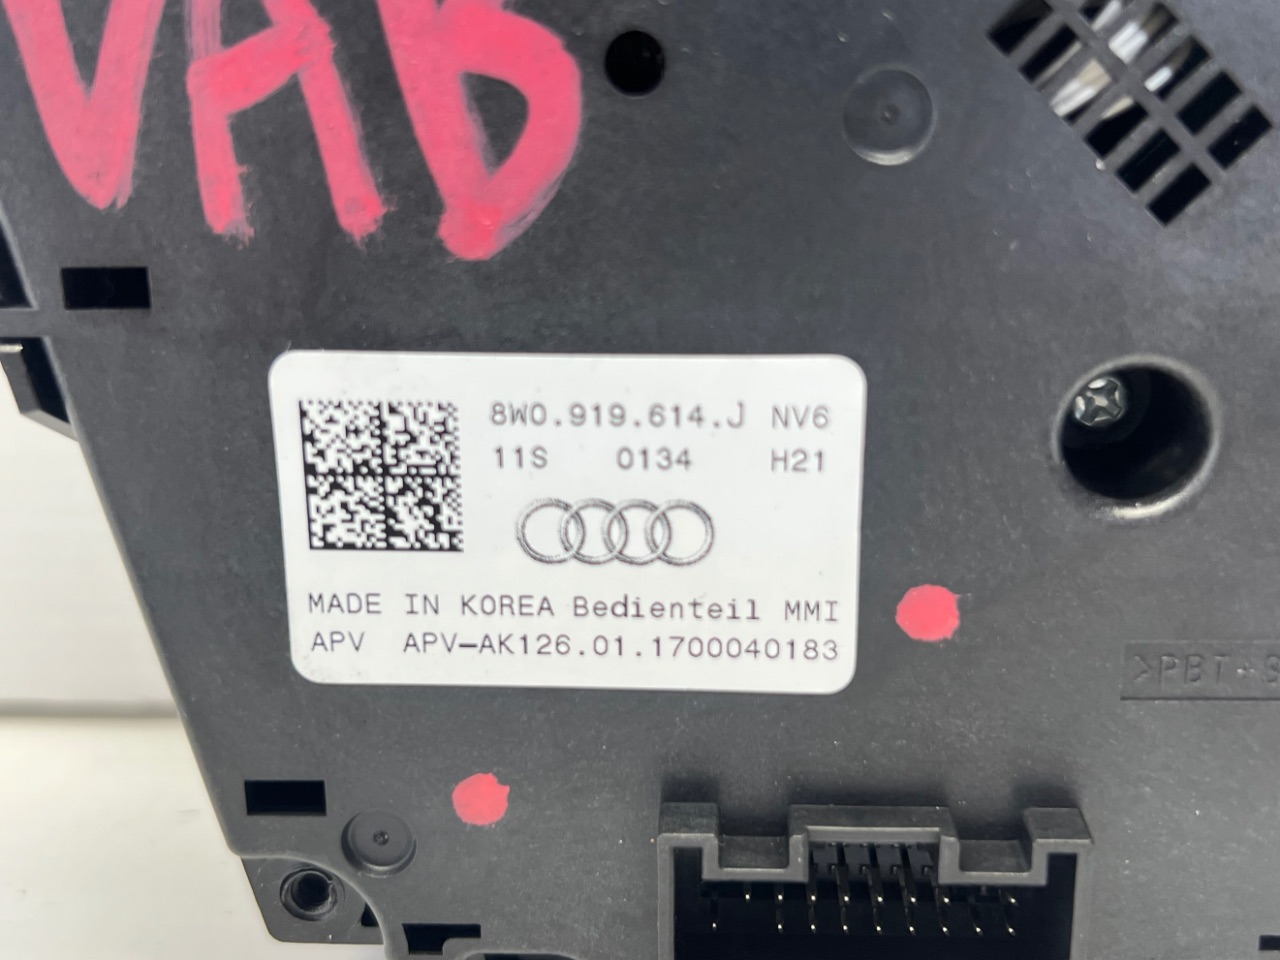 VAB
8W0.919.614.J NV6
11S 0134 H21
MADE IN KOREA Bedienteil MMI
APV APV-AK126.01.1700040183
>PBT+S